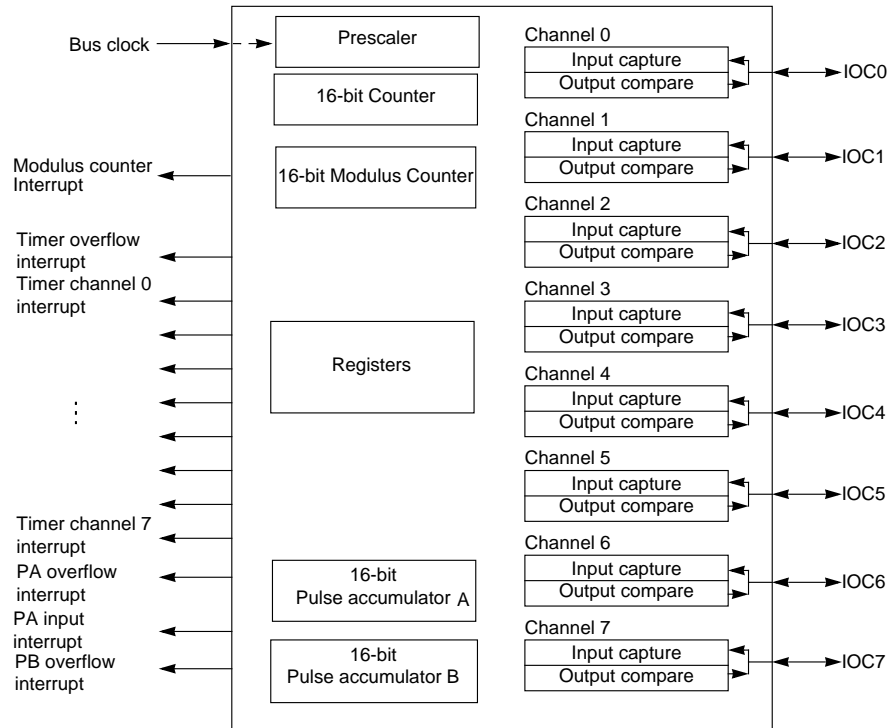 Bus clock
Modulus counter
Interrupt
Timer overflow
interrupt
Timer channel 0
interrupt
Timer channel 7
interrupt
PA overflow
interrupt
PA input
interrupt
PB overflow
interrupt
Prescaler
16-bit Counter
16-bit Modulus Counter
Registers
16-bit
Pulse accumulator A
16-bit
Pulse accumulator B
Channel 0
Input capture
Output compare
IOC0
Channel 1
Input capture
Output compare
IOC1
Channel 2
Input capture
Output compare
IOC2
Channel 3
Input capture
Output compare
IOC3
Channel 4
Input capture
Output compare
IOC4
Channel 5
Input capture
Output compare
IOC5
Channel 6
Input capture
Output compare
IOC6
Channel 7
Input capture
Output compare
IOC7